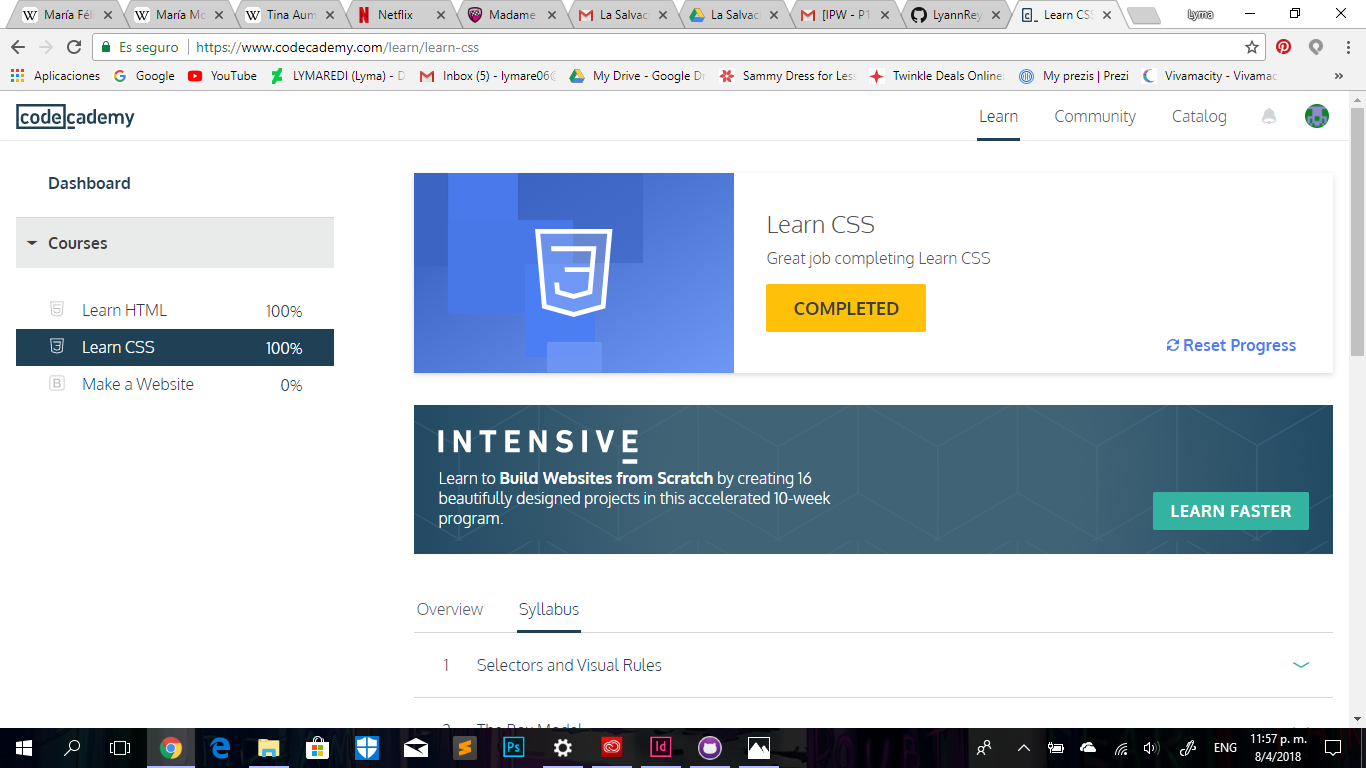 María Féli
María Mo
Tina Aum
Netflix
Madame
La Salvac
La Salvac
[IPW - P1
LyannRey
Learn CSS
Lyma
Es seguro
https://www.codecademy.com/learn/learn-css
Aplicaciones
Google
YouTube
LYMAREDI (Lyma) - D
Inbox (5) - lymare06@
My Drive - Google Dr
Sammy Dress for Less
Twinkle Deals Online
My prezis | Prezi
Vivamacity - Vivamac
codecademy
Learn
Community
Catalog
Dashboard
Courses
Learn HTML 100%
Learn CSS 100%
Make a Website 0%
Learn CSS
Great job completing Learn CSS
COMPLETED
Reset Progress
INTENSIVE
Learn to Build Websites from Scratch by creating 16
beautifully designed projects in this accelerated 10-week
program.
LEARN FASTER
Overview
Syllabus
1 Selectors and Visual Rules
2 The Box Model
ENG
11:57 p. m.
8/4/2018